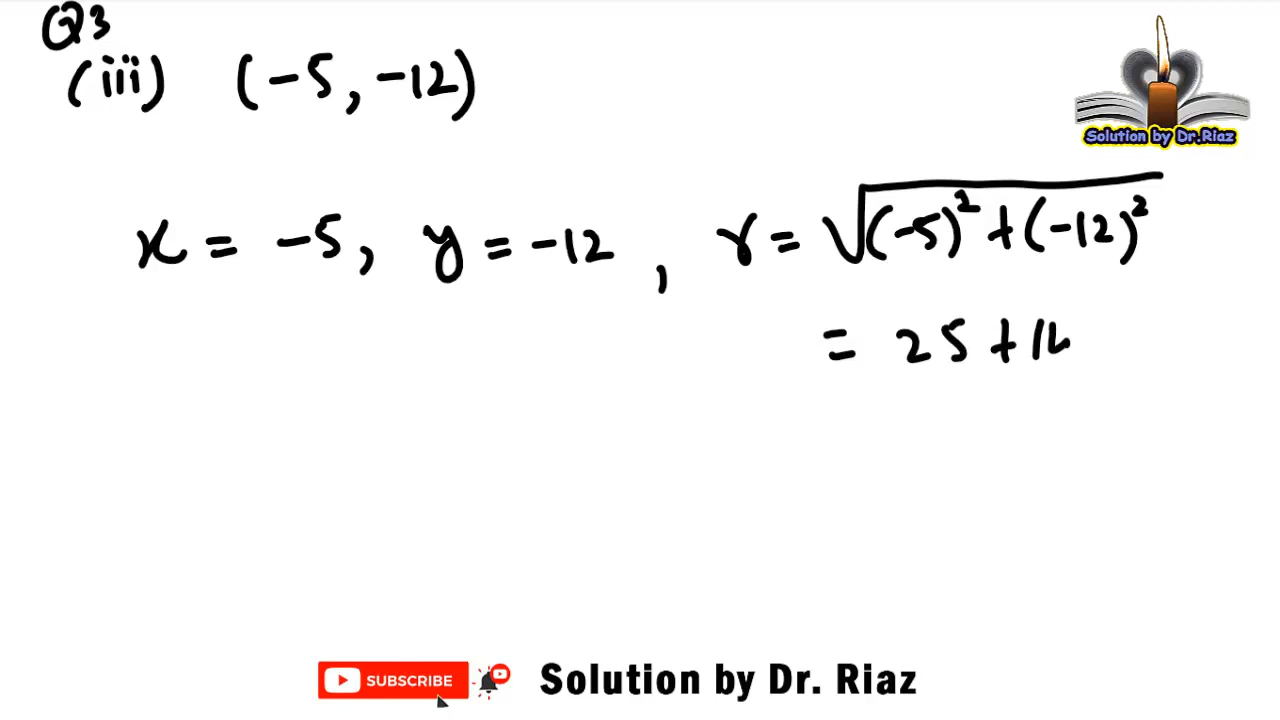 Q3
(iii) (-5, -12)
Solution by Dr.Riaz
x = -5, y = -12, r = √(-5)² + (-12)²
= 25 + 14
SUBSCRIBE
Solution by Dr. Riaz